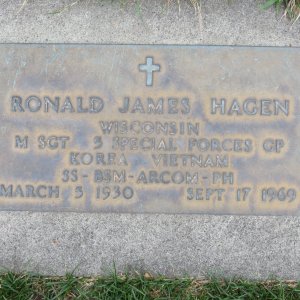 RONALD JAMES HAGEN
WISCONSIN
M SGT 5 SPECIAL FORCES GP
KOREA VIETNAM
SS - BSM - ARCOM - PH
MARCH 5 1930 SEPT 17 1969